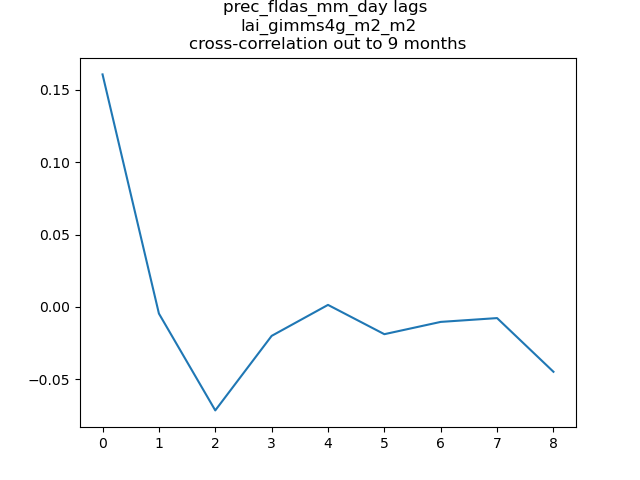 prec_fldas_mm_day lags
lai_gimms4g_m2_m2
cross-correlation out to 9 months
0.15
0.10
0.05
0.00
−0.05
0 1 2 3 4 5 6 7 8